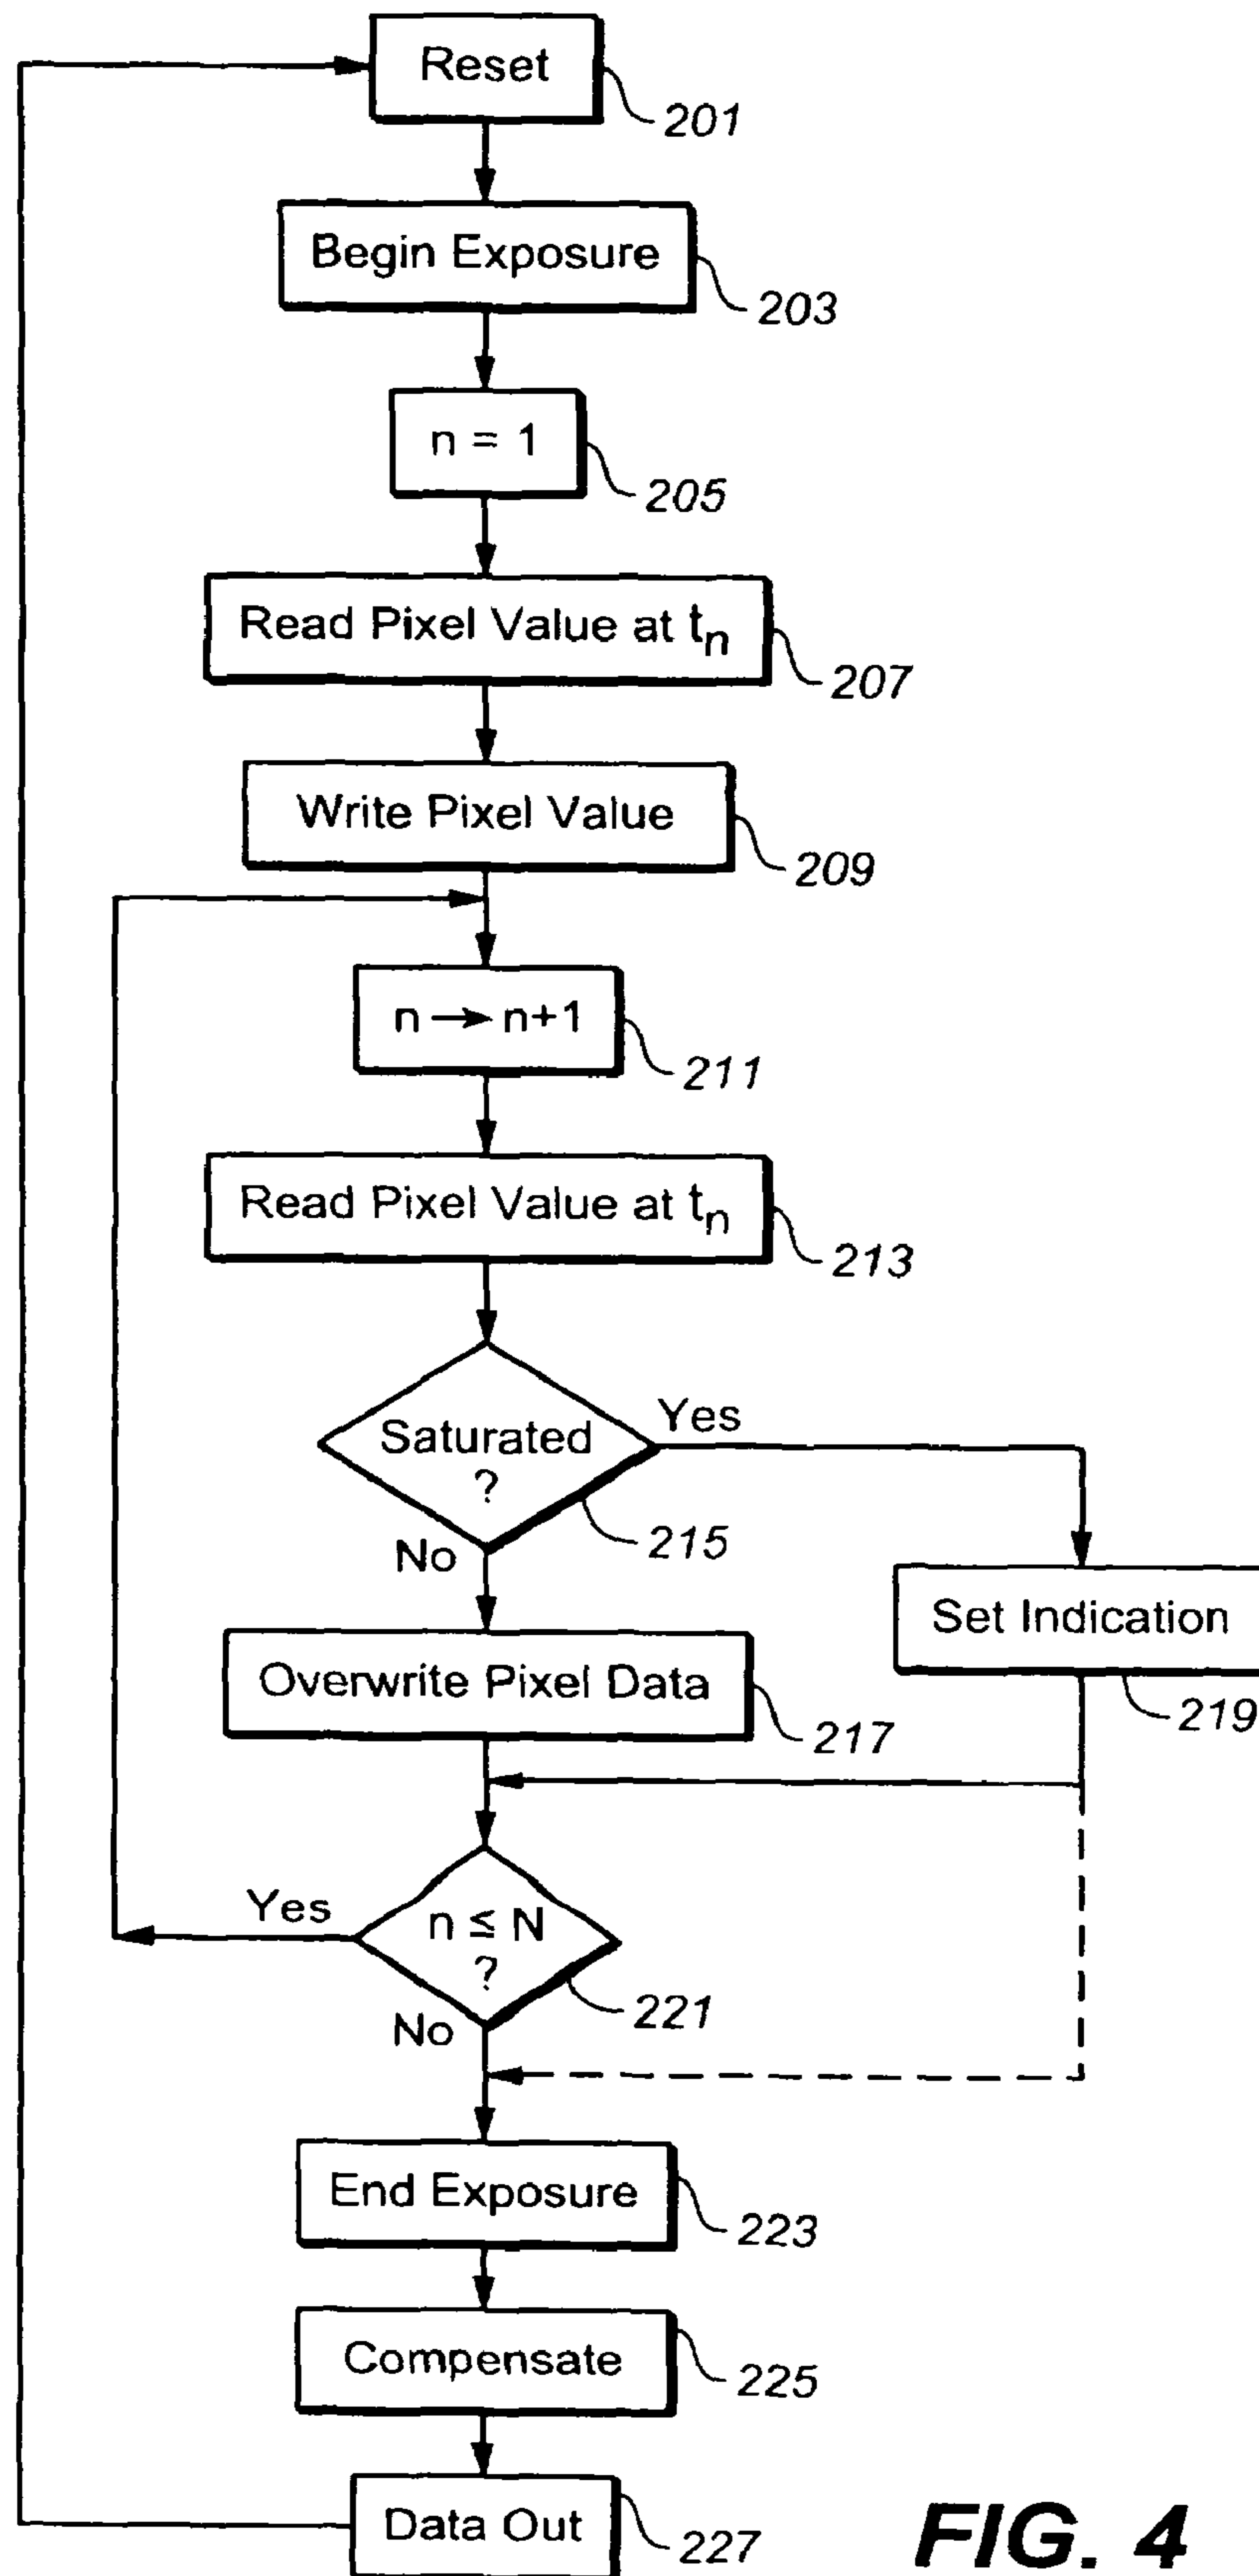 Reset
201
Begin Exposure
203
n = 1
205
Read Pixel Value at tn
207
Write Pixel Value
209
n → n+1
211
Read Pixel Value at tn
213
Saturated
?
Yes
215
No
Set Indication
219
Overwrite Pixel Data
217
Yes
n ≤ N
?
221
No
End Exposure
223
Compensate
225
Data Out
227
FIG. 4